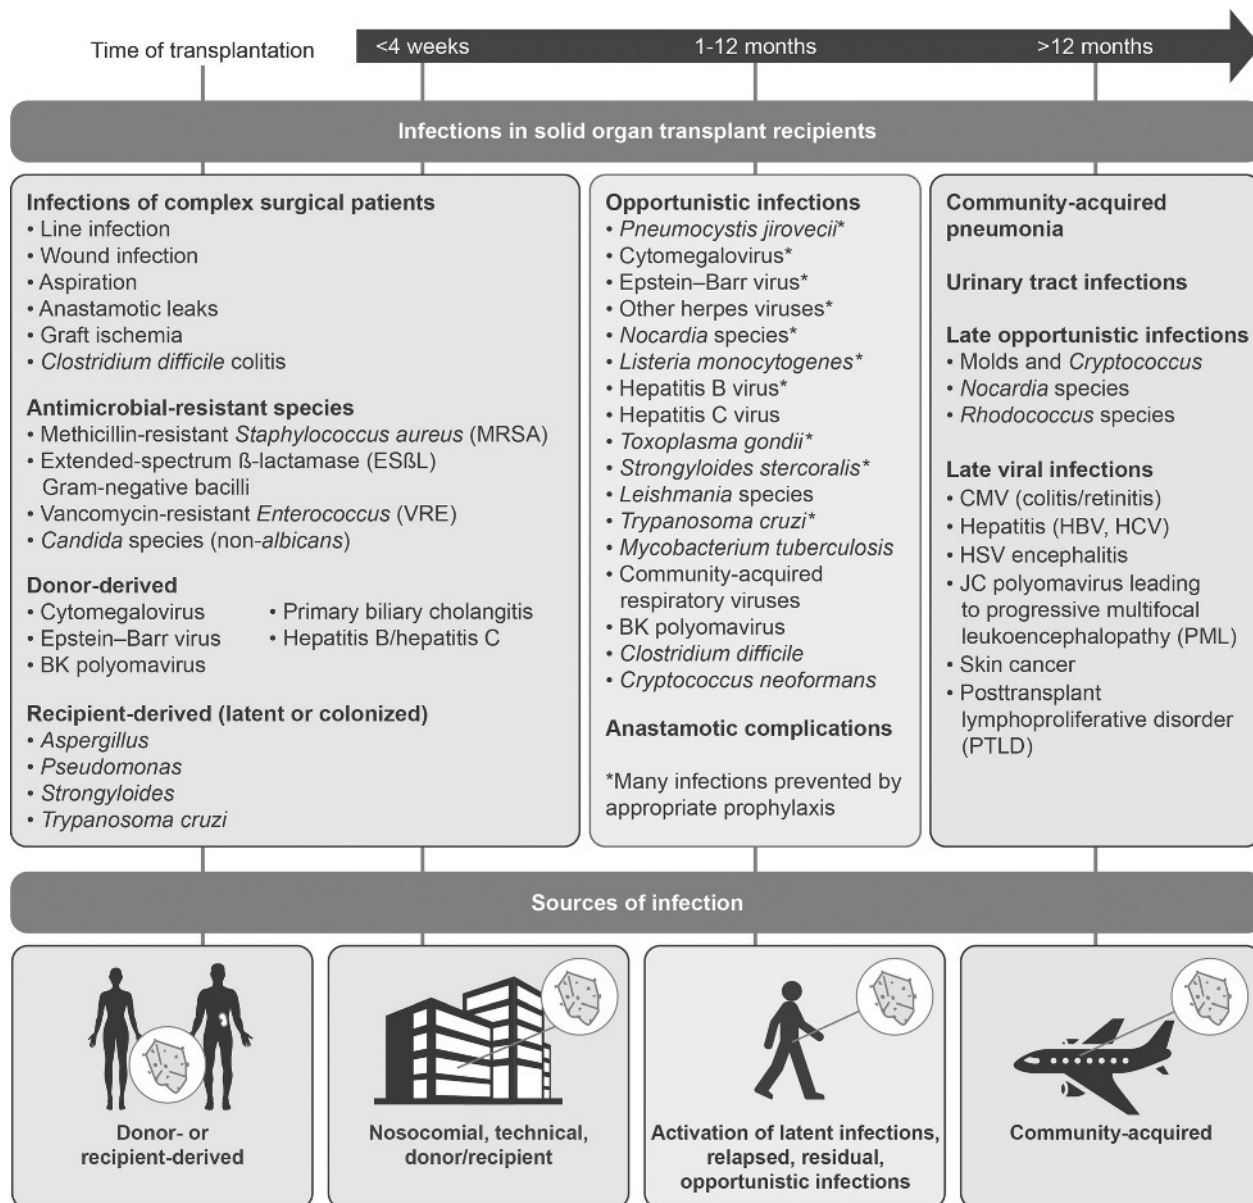 Time of transplantation
<4 weeks
1-12 months
>12 months
Infections in solid organ transplant recipients
Infections of complex surgical patients
• Line infection
• Wound infection
• Aspiration
• Anastamotic leaks
• Graft ischemia
• Clostridium difficile colitis
Antimicrobial-resistant species
• Methicillin-resistant Staphylococcus aureus (MRSA)
• Extended-spectrum ß-lactamase (ESßL)
Gram-negative bacilli
• Vancomycin-resistant Enterococcus (VRE)
• Candida species (non-albicans)
Donor-derived
• Cytomegalovirus
• Epstein–Barr virus
• BK polyomavirus
• Primary biliary cholangitis
• Hepatitis B/hepatitis C
Recipient-derived (latent or colonized)
• Aspergillus
• Pseudomonas
• Strongyloides
• Trypanosoma cruzi
Opportunistic infections
• Pneumocystis jirovecii*
• Cytomegalovirus*
• Epstein–Barr virus*
• Other herpes viruses*
• Nocardia species*
• Listeria monocytogenes*
• Hepatitis B virus*
• Hepatitis C virus
• Toxoplasma gondii*
• Strongyloides stercoralis*
• Leishmania species
• Trypanosoma cruzi*
• Mycobacterium tuberculosis
• Community-acquired
respiratory viruses
• BK polyomavirus
• Clostridium difficile
• Cryptococcus neoformans
Anastamotic complications
*Many infections prevented by
appropriate prophylaxis
Community-acquired
pneumonia
Urinary tract infections
Late opportunistic infections
• Molds and Cryptococcus
• Nocardia species
• Rhodococcus species
Late viral infections
• CMV (colitis/retinitis)
• Hepatitis (HBV, HCV)
• HSV encephalitis
• JC polyomavirus leading
to progressive multifocal
leukoencephalopathy (PML)
• Skin cancer
• Posttransplant
lymphoproliferative disorder
(PTLD)
Sources of infection
Donor- or
recipient-derived
Nosocomial, technical,
donor/recipient
Activation of latent infections,
relapsed, residual,
opportunistic infections
Community-acquired